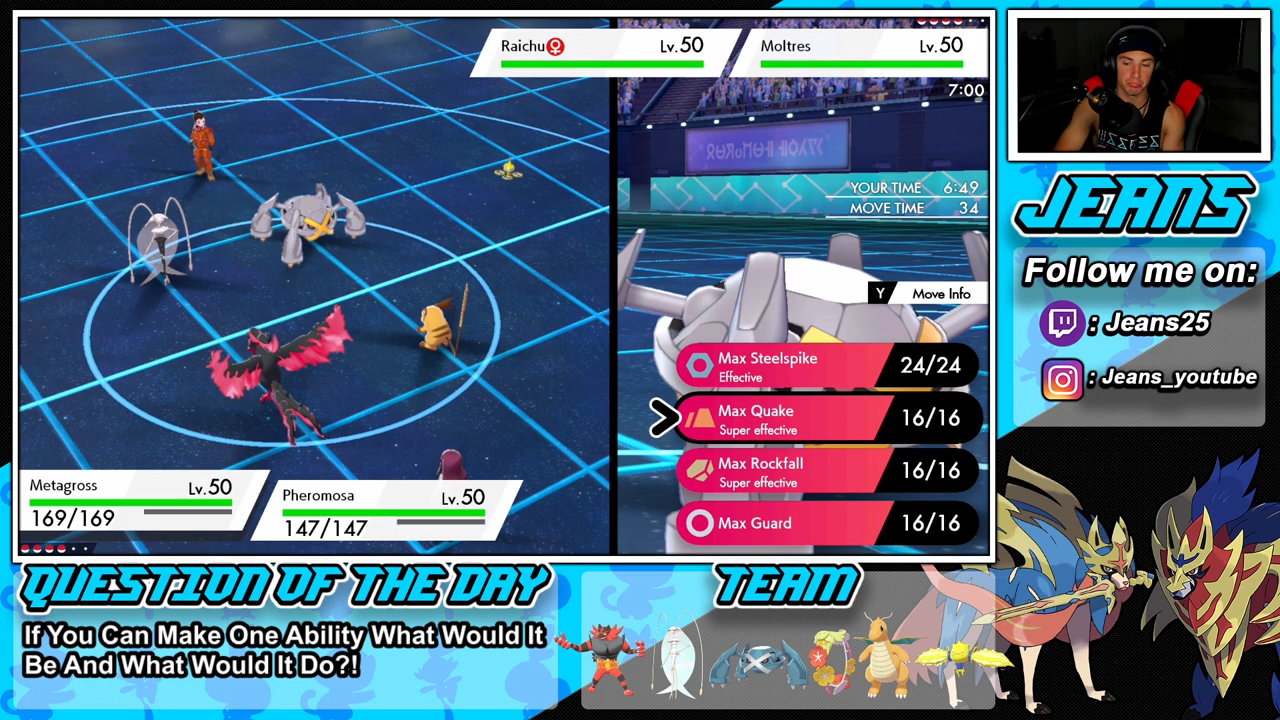 Raichu♀ Lv.50
Moltres Lv.50
7:00
YOUR TIME 6:49
MOVE TIME 34
Y Move Info
Max Steelspike 24/24
Effective
Max Quake 16/16
Super effective
Max Rockfall 16/16
Super effective
Max Guard 16/16
Metagross Lv.50
169/169
Pheromosa Lv.50
147/147
JEANS
Follow me on:
: Jeans25
: Jeans_youtube
QUESTION OF THE DAY
If You Can Make One Ability What Would It
Be And What Would It Do?!
TEAM